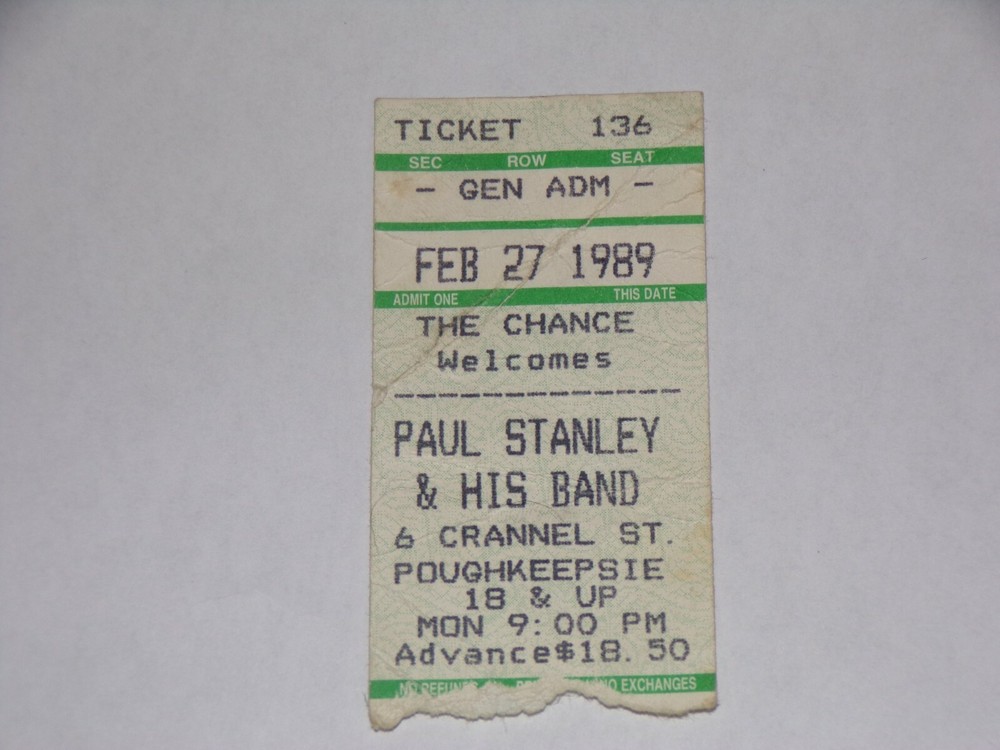 TICKET 136
SEC ROW SEAT
- GEN ADM -
FEB 27 1989
ADMIT ONE THIS DATE
THE CHANCE
Welcomes
PAUL STANLEY
& HIS BAND
6 CRANNEL ST.
POUGHKEEPSIE
18 & UP
MON 9:00 PM
Advance$18.50
NO EXCHANGES